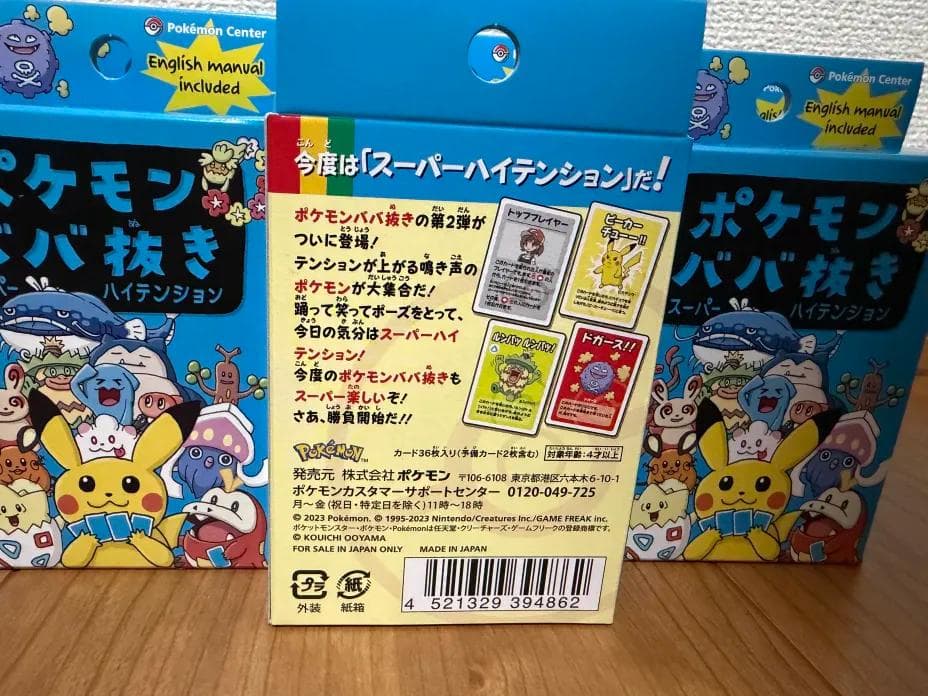 Pokémon Center
English manual
included
ポケモン
ババ抜き
スーパーハイテンション
今度は「スーパーハイテンション」だ!
ポケモンババ抜きの第2弾が
ついに登場!
テンションが上がる鳴き声の
ポケモンが大集合だ!
踊って笑ってポーズをとって、
今日の気分はスーパーハイ
テンション!
今度のポケモンババ抜きも
スーパー楽しいぞ!
さあ、勝負開始だ!!
トッププレイヤー
ピーカー
チューー!!
ルンパッ ルンパッ!
ドガース!!
POKÉMON
カード36枚入り(予備カード2枚含む)
対象年齢:4才以上
発売元 株式会社ポケモン 〒106-6108 東京都港区六本木6-10-1
ポケモンカスタマーサポートセンター 0120-049-725
月〜金(祝日・特定日を除く)11時〜18時
© 2023 Pokémon. © 1995-2023 Nintendo/Creatures Inc./GAME FREAK inc.
ポケットモンスター・ポケモン・Pokémonは任天堂・クリーチャーズ・ゲームフリークの登録商標です。
© KOUICHI OOYAMA
FOR SALE IN JAPAN ONLY MADE IN JAPAN
プラ
外装
紙
紙箱
4 521329 394862
Pokémon Center
English manual
included
ポケモン
ババ抜き
スーパーハイテンション